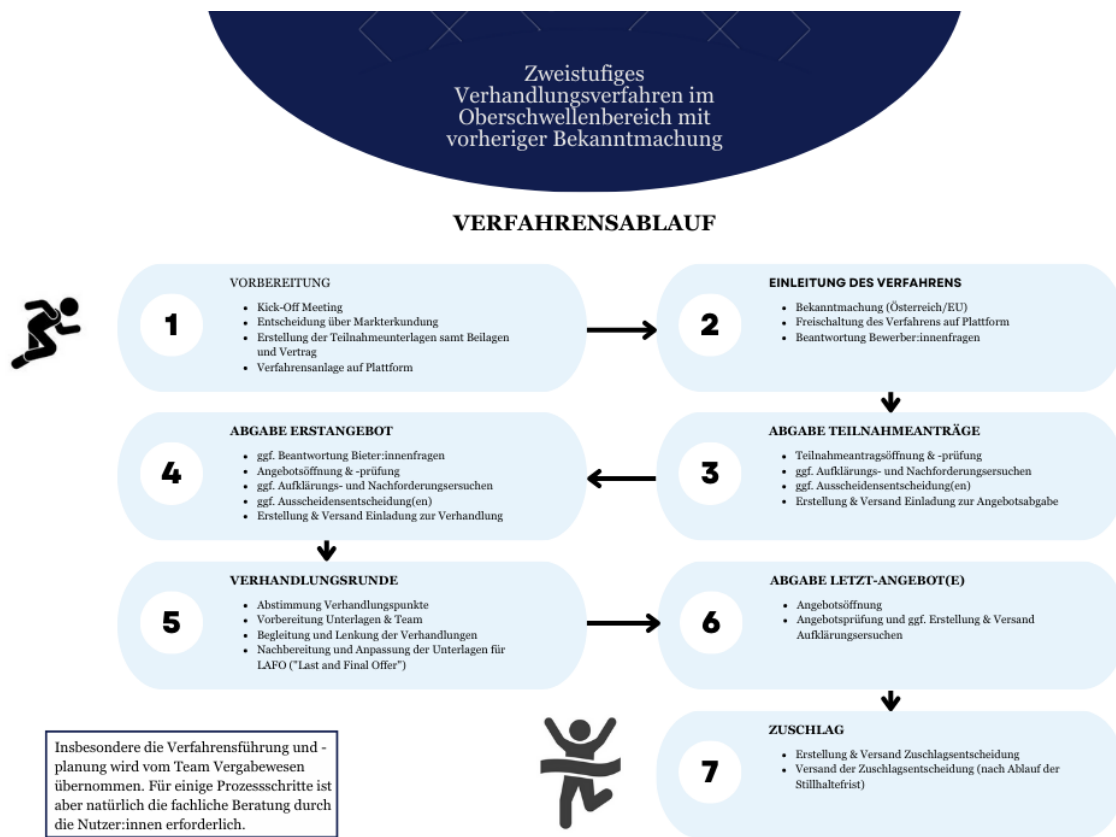 Zweistufiges
Verhandlungsverfahren im
Oberschwellenbereich mit
vorheriger Bekanntmachung
VERFAHRENSABLAUF
1
VORBEREITUNG
• Kick-Off Meeting
• Entscheidung über Markterkundung
• Erstellung der Teilnahmeunterlagen samt Beilagen
und Vertrag
• Verfahrensanlage auf Plattform
2
EINLEITUNG DES VERFAHRENS
• Bekanntmachung (Österreich/EU)
• Freischaltung des Verfahrens auf Plattform
• Beantwortung Bewerber:innenfragen
3
ABGABE TEILNAHMEANTRÄGE
• Teilnahmeantragsöffnung & -prüfung
• ggf. Aufklärungs- und Nachforderungsersuchen
• ggf. Ausscheidensentscheidung(en)
• Erstellung & Versand Einladung zur Angebotsabgabe
4
ABGABE ERSTANGEBOT
• ggf. Beantwortung Bieter:innenfragen
• Angebotsöffnung & -prüfung
• ggf. Aufklärungs- und Nachforderungsersuchen
• ggf. Ausscheidensentscheidung(en)
• Erstellung & Versand Einladung zur Verhandlung
5
VERHANDLUNGSRUNDE
• Abstimmung Verhandlungspunkte
• Vorbereitung Unterlagen & Team
• Begleitung und Lenkung der Verhandlungen
• Nachbereitung und Anpassung der Unterlagen für
LAFO ("Last and Final Offer")
6
ABGABE LETZT-ANGEBOT(E)
• Angebotsöffnung
• Angebotsprüfung und ggf. Erstellung & Versand
Aufklärungsersuchen
7
ZUSCHLAG
• Erstellung & Versand Zuschlagsentscheidung
• Versand der Zuschlagsentscheidung (nach Ablauf der
Stillhaltefrist)
Insbesondere die Verfahrensführung und -
planung wird vom Team Vergabewesen
übernommen. Für einige Prozessschritte ist
aber natürlich die fachliche Beratung durch
die Nutzer:innen erforderlich.